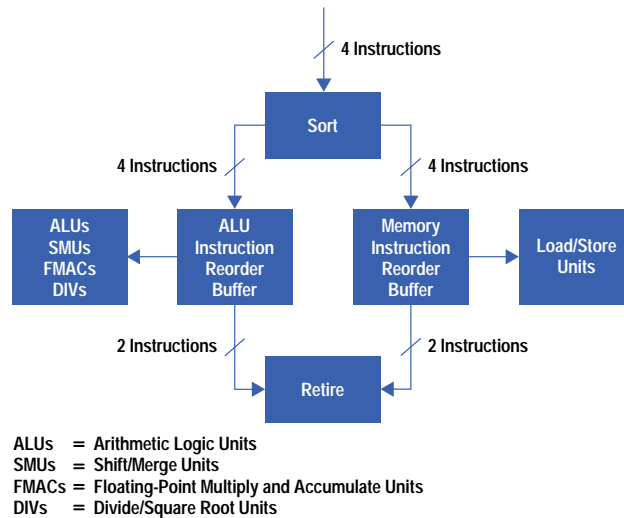 4 Instructions
Sort
4 Instructions
4 Instructions
ALUs
SMUs
FMACs
DIVs
ALU
Instruction
Reorder
Buffer
Memory
Instruction
Reorder
Buffer
Load/Store
Units
2 Instructions
2 Instructions
Retire
ALUs = Arithmetic Logic Units
SMUs = Shift/Merge Units
FMACs = Floating-Point Multiply and Accumulate Units
DIVs = Divide/Square Root Units